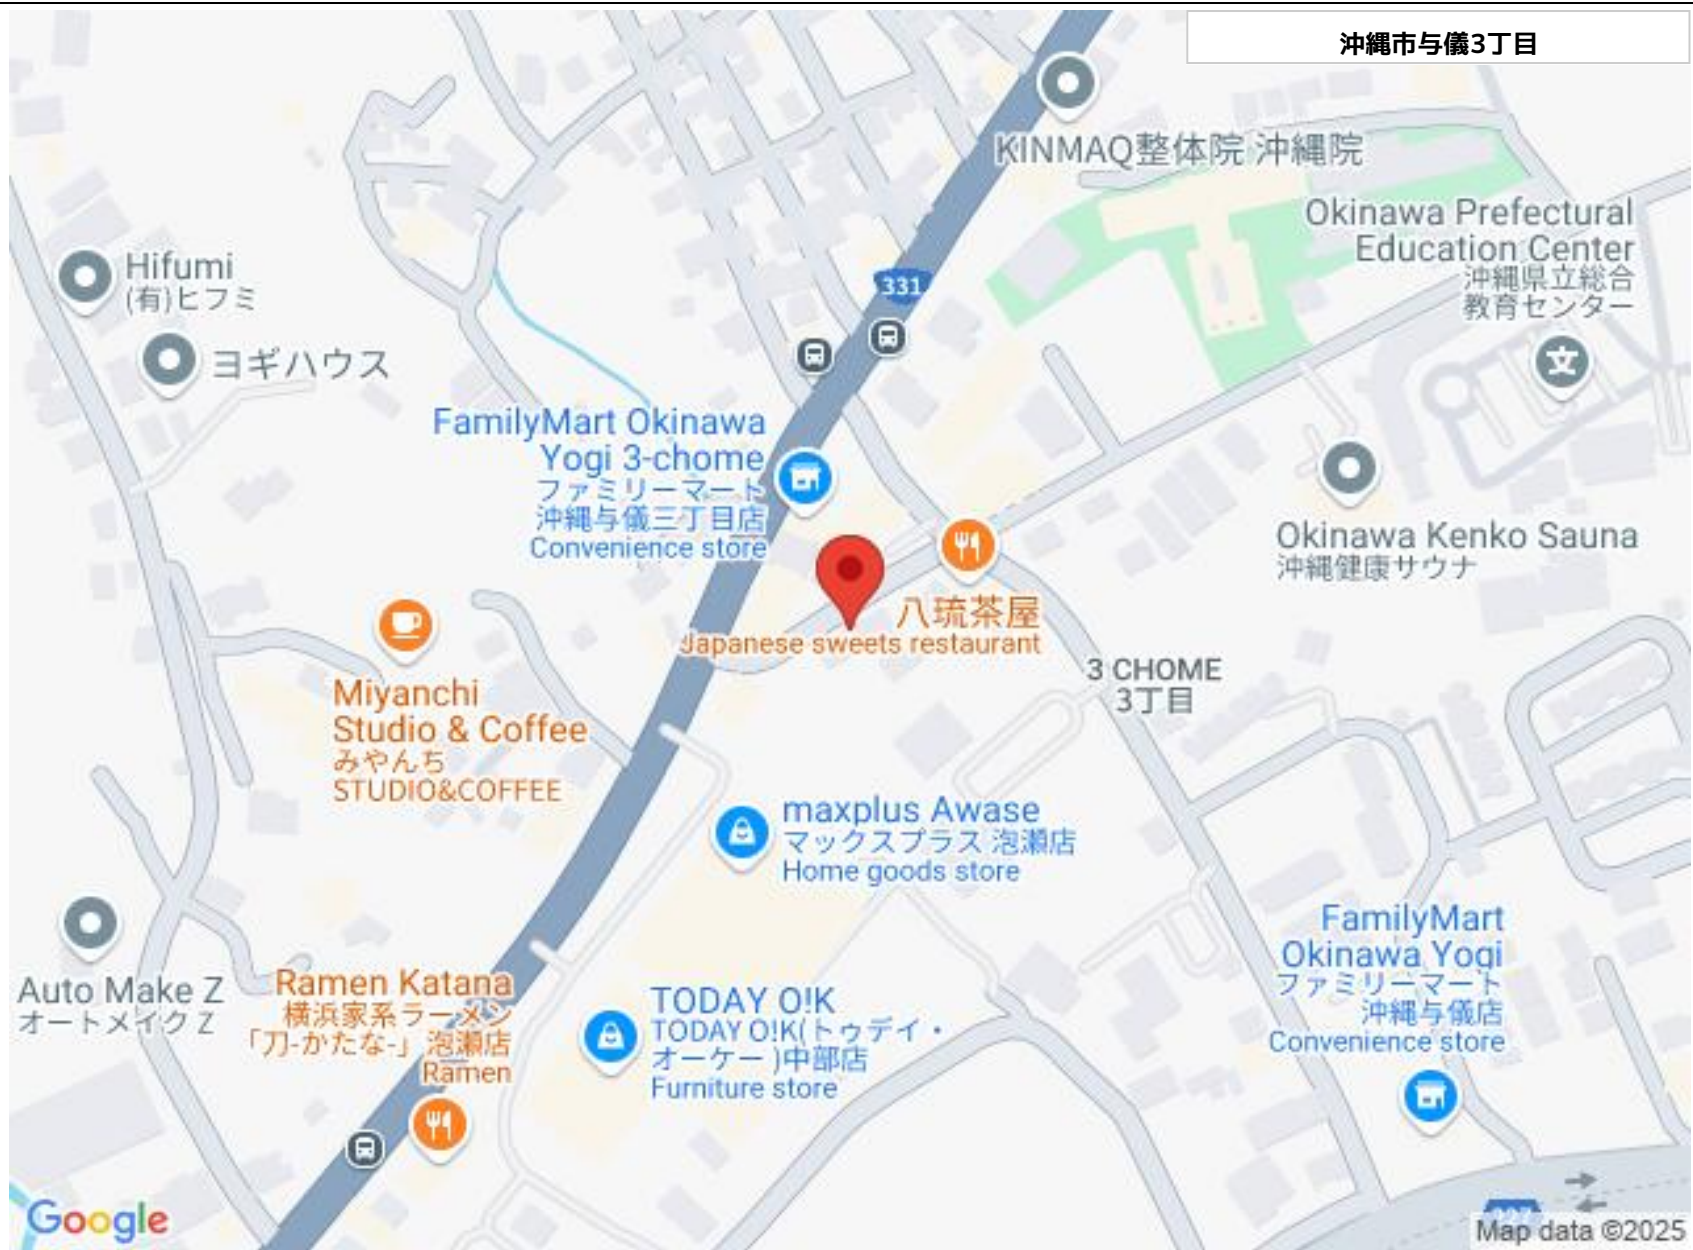 沖縄市与儀3丁目
KINMAQ整体院 沖縄院
Okinawa Prefectural
Education Center
沖縄県立総合
教育センター
Hifumi
(有)ヒフミ
331
ヨギハウス
FamilyMart Okinawa
Yogi 3-chome
ファミリーマート
沖縄与儀三丁目店
Convenience store
文
Okinawa Kenko Sauna
沖縄健康サウナ
八琉茶屋
Japanese sweets restaurant
3 CHOME
3丁目
Miyanchi
Studio & Coffee
みやんち
STUDIO&COFFEE
maxplus Awase
マックスプラス 泡瀬店
Home goods store
FamilyMart
Okinawa Yogi
ファミリーマート
沖縄与儀店
Convenience store
Auto Make Z
オートメイク Z
Ramen Katana
横浜家系ラーメン
「刀-かたな-」 泡瀬店
Ramen
TODAY O!K
TODAY O!K(トゥデイ・
オーケー )中部店
Furniture store
Google
Map data ©2025